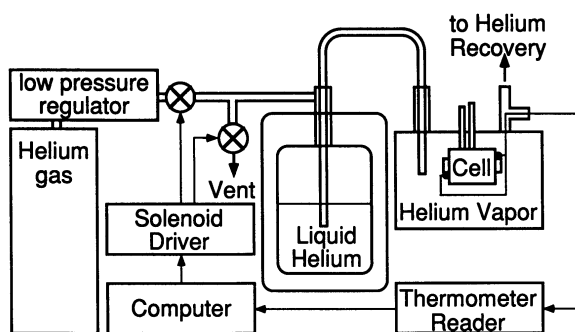 to Helium
Recovery
low pressure
regulator
Helium
gas
Vent
Cell
Helium Vapor
Solenoid
Driver
Liquid
Helium
Computer
Thermometer
Reader